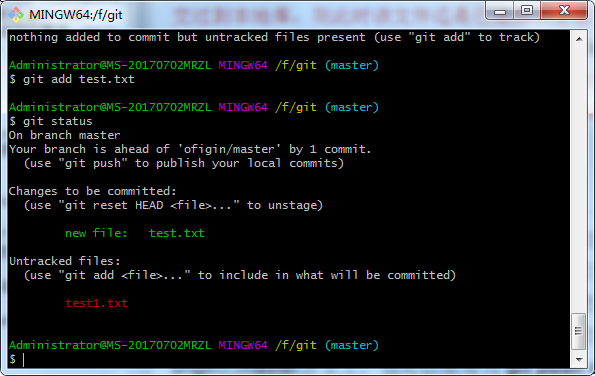 MINGW64:/f/git
nothing added to commit but untracked files present (use "git add" to track)
Administrator@MS-20170702MRZL MINGW64 /f/git (master)
$ git add test.txt
Administrator@MS-20170702MRZL MINGW64 /f/git (master)
$ git status
On branch master
Your branch is ahead of 'ofigin/master' by 1 commit.
  (use "git push" to publish your local commits)
Changes to be committed:
  (use "git reset HEAD <file>..." to unstage)
        new file:   test.txt
Untracked files:
  (use "git add <file>..." to include in what will be committed)
        test1.txt
Administrator@MS-20170702MRZL MINGW64 /f/git (master)
$